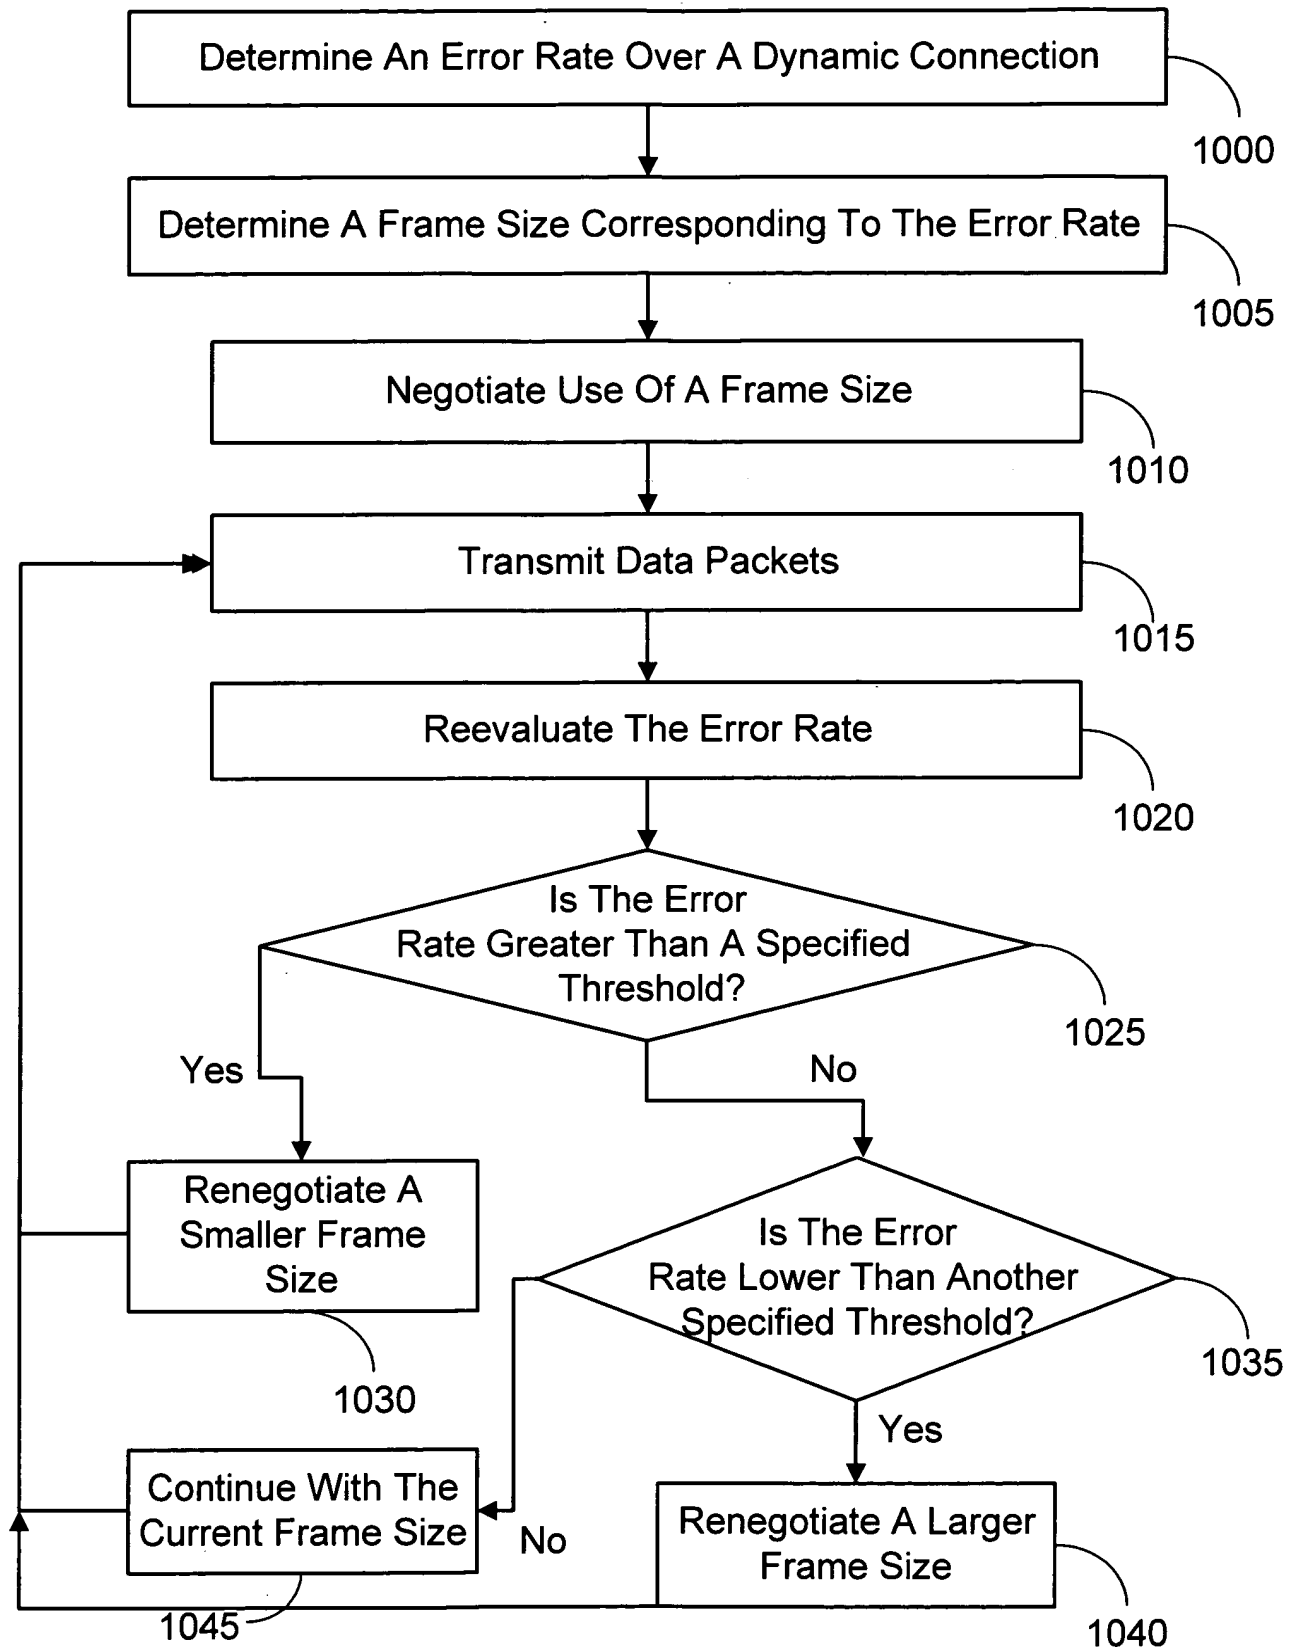 Determine An Error Rate Over A Dynamic Connection
1000
Determine A Frame Size Corresponding To The Error Rate
1005
Negotiate Use Of A Frame Size
1010
Transmit Data Packets
1015
Reevaluate The Error Rate
1020
Is The Error
Rate Greater Than A Specified
Threshold?
1025
Yes
No
Renegotiate A
Smaller Frame
Size
1030
Is The Error
Rate Lower Than Another
Specified Threshold?
1035
Yes
Continue With The
Current Frame Size
No
1045
Renegotiate A Larger
Frame Size
1040